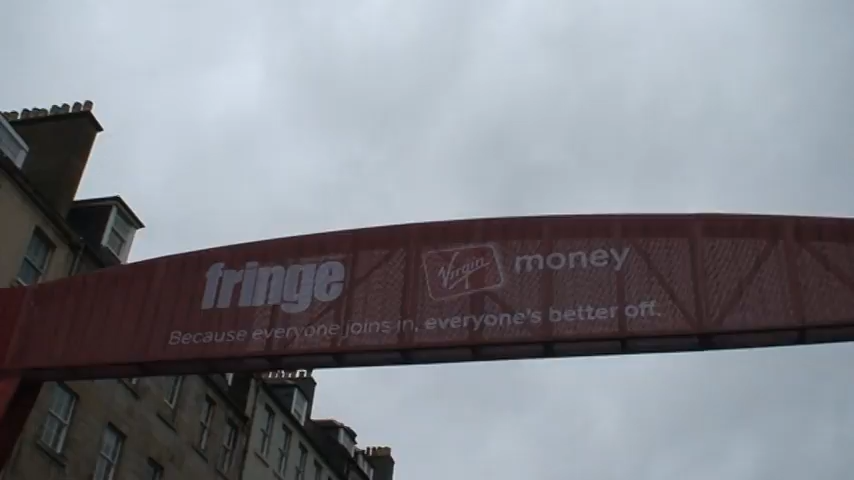 fringe Virgin money
Because everyone joins in, everyone's better off.